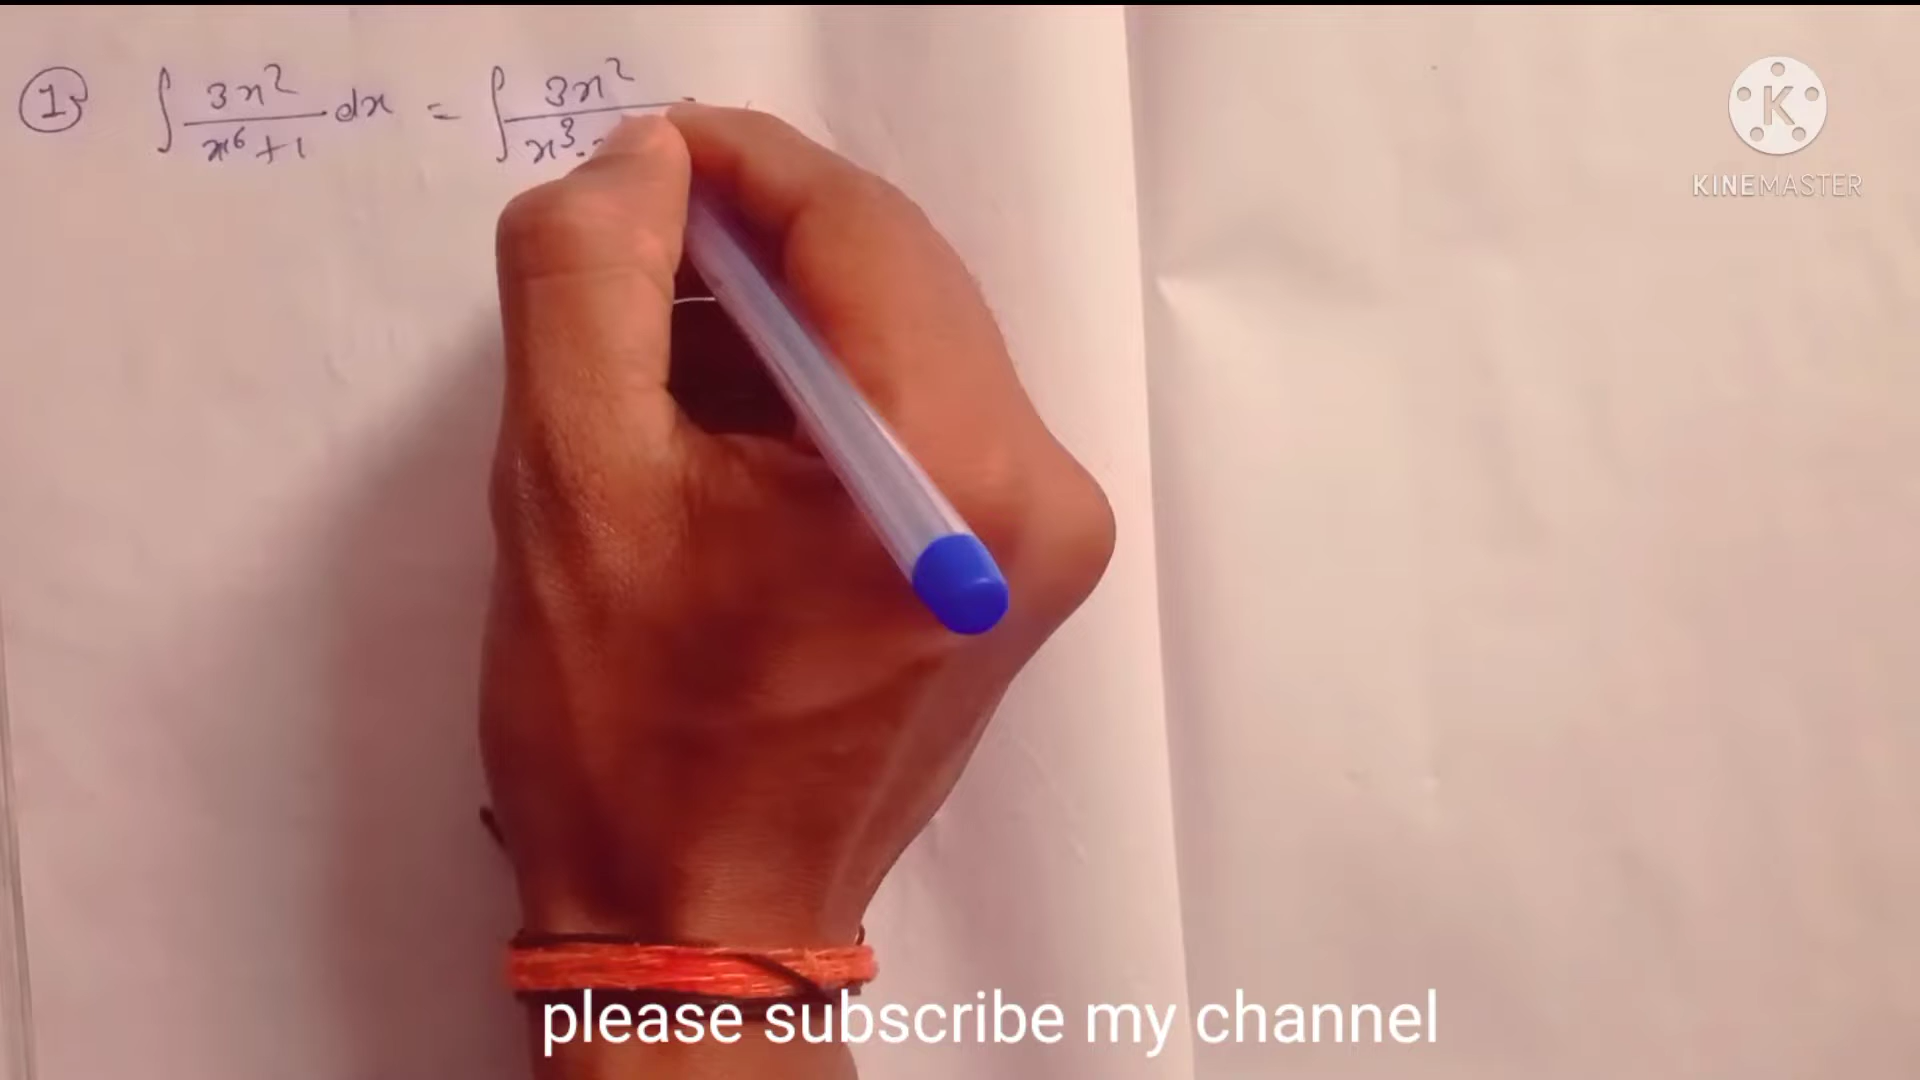 1) ∫ 3x²/(x⁶+1) dx = ∫ 3x²/(x³·
KINEMASTER
please subscribe my channel